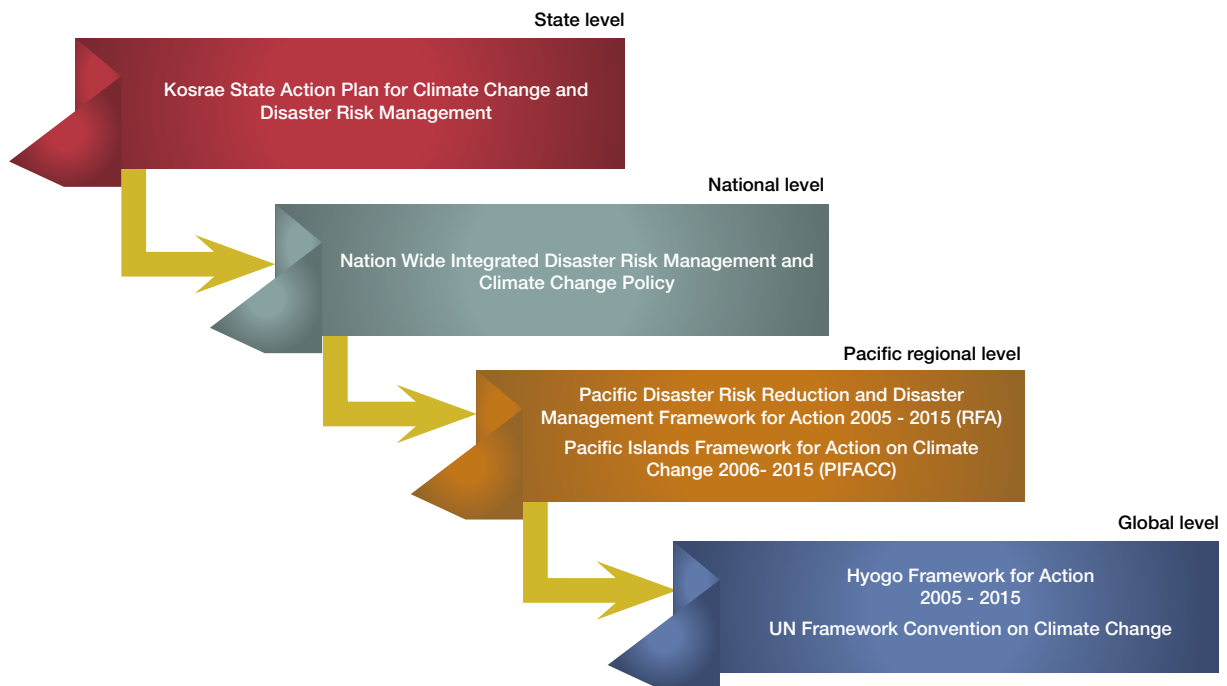 State level
Kosrae State Action Plan for Climate Change and
Disaster Risk Management
National level
Nation Wide Integrated Disaster Risk Management and
Climate Change Policy
Pacific regional level
Pacific Disaster Risk Reduction and Disaster
Management Framework for Action 2005 - 2015 (RFA)
Pacific Islands Framework for Action on Climate
Change 2006- 2015 (PIFACC)
Global level
Hyogo Framework for Action
2005 - 2015
UN Framework Convention on Climate Change